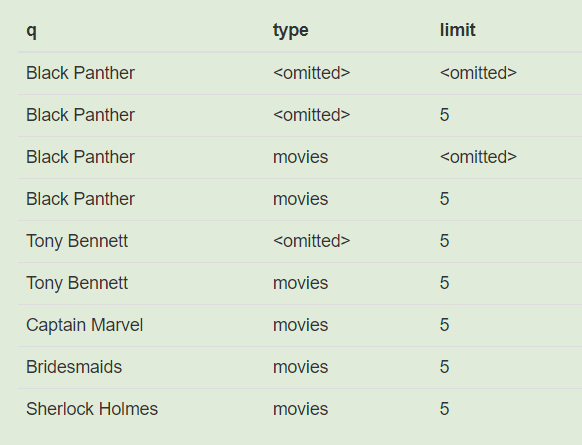 q type limit
Black Panther <omitted> <omitted>
Black Panther <omitted> 5
Black Panther movies <omitted>
Black Panther movies 5
Tony Bennett <omitted> 5
Tony Bennett movies 5
Captain Marvel movies 5
Bridesmaids movies 5
Sherlock Holmes movies 5